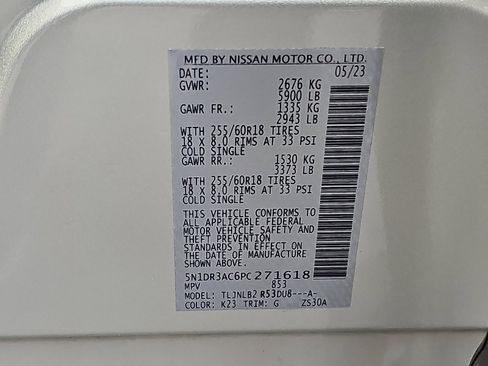 MFD BY NISSAN MOTOR CO., LTD.
DATE: 05/23
GVWR: 2676 KG
5900 LB
GAWR FR.: 1335 KG
2943 LB
WITH 255/60R18 TIRES
18 X 8.0 RIMS AT 33 PSI
COLD SINGLE
GAWR RR.: 1530 KG
3373 LB
WITH 255/60R18 TIRES
18 X 8.0 RIMS AT 33 PSI
COLD SINGLE
THIS VEHICLE CONFORMS TO
ALL APPLICABLE FEDERAL
MOTOR VEHICLE SAFETY AND
THEFT PREVENTION
STANDARDS IN EFFECT ON
THE DATE OF MANUFACTURE
SHOWN ABOVE.
5N1DR3AC6PC271618
MPV 853
MODEL: TLJNLB2 R53DU8---A-
COLOR: K23 TRIM: G ZS30A